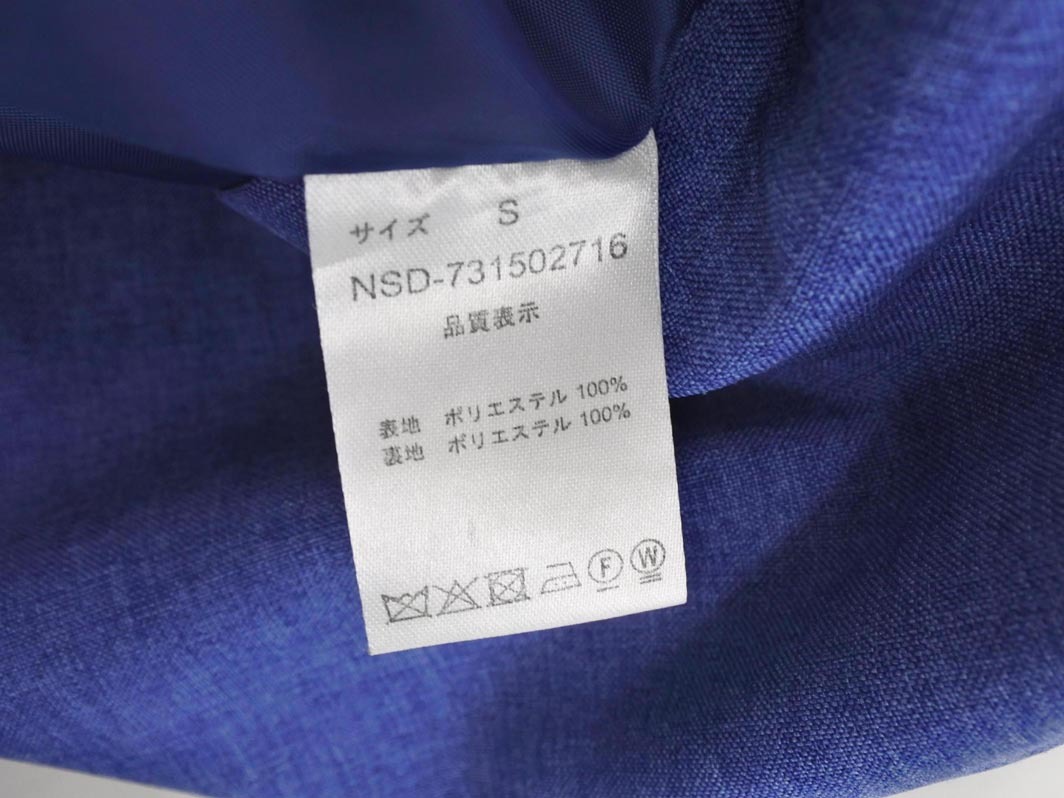 サイズ S
NSD-731502716
品質表示
表地 ポリエステル 100%
裏地 ポリエステル 100%
F W